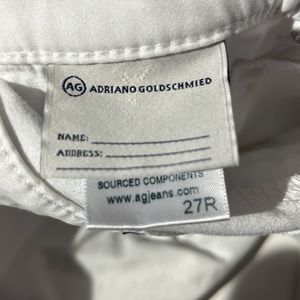 AG ADRIANO GOLDSCHMIED
NAME:
ADDRESS:
SOURCED COMPONENTS
www.agjeans.com
27R